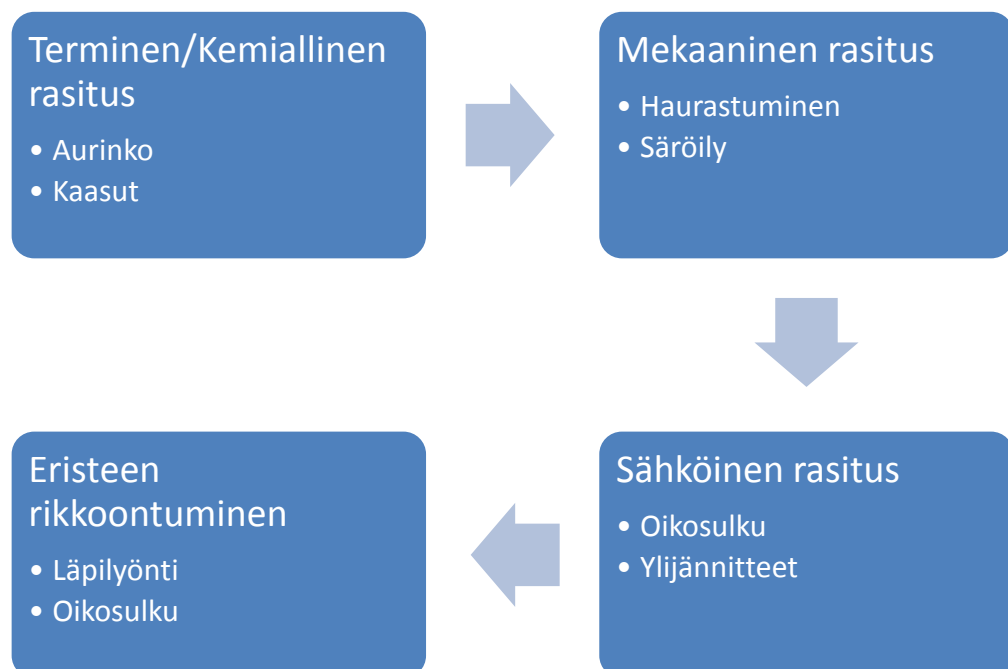 Terminen/Kemiallinen
rasitus
• Aurinko
• Kaasut
Mekaaninen rasitus
• Haurastuminen
• Säröily
Sähköinen rasitus
• Oikosulku
• Ylijännitteet
Eristeen
rikkoontuminen
• Läpilyönti
• Oikosulku